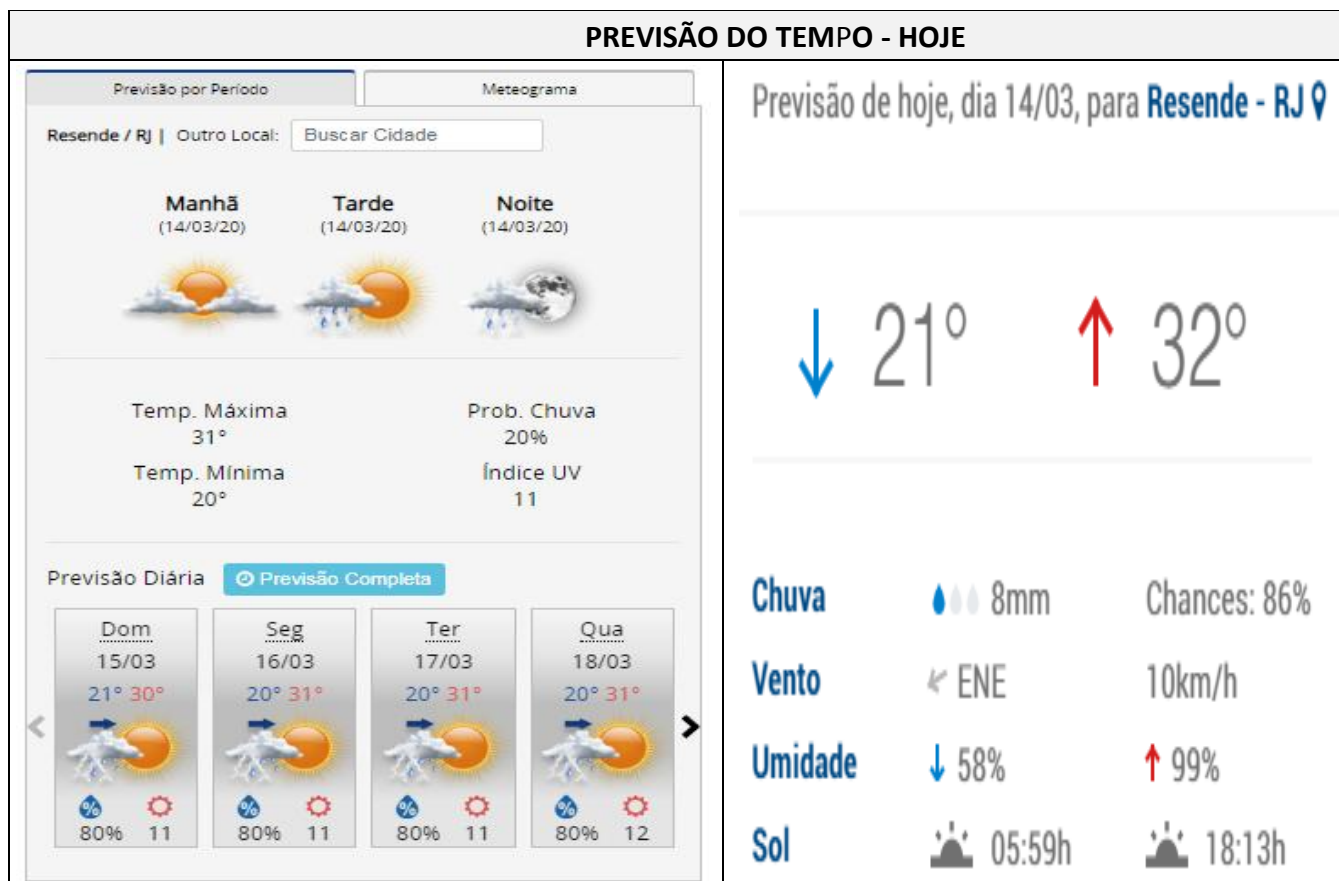 PREVISÃO DO TEMPO - HOJE
Previsão por Período
Meteograma
Resende / RJ | Outro Local: Buscar Cidade
Manhã Tarde Noite
(14/03/20) (14/03/20) (14/03/20)
Temp. Máxima Prob. Chuva
31° 20%
Temp. Mínima Índice UV
20° 11
Previsão Diária Previsão Completa
Dom Seg Ter Qua
15/03 16/03 17/03 18/03
21° 30° 20° 31° 20° 31° 20° 31°
% % % %
80% 11 80% 11 80% 11 80% 12
Previsão de hoje, dia 14/03, para Resende - RJ
↓ 21° ↑ 32°
Chuva 8mm Chances: 86%
Vento ENE 10km/h
Umidade ↓ 58% ↑ 99%
Sol 05:59h 18:13h